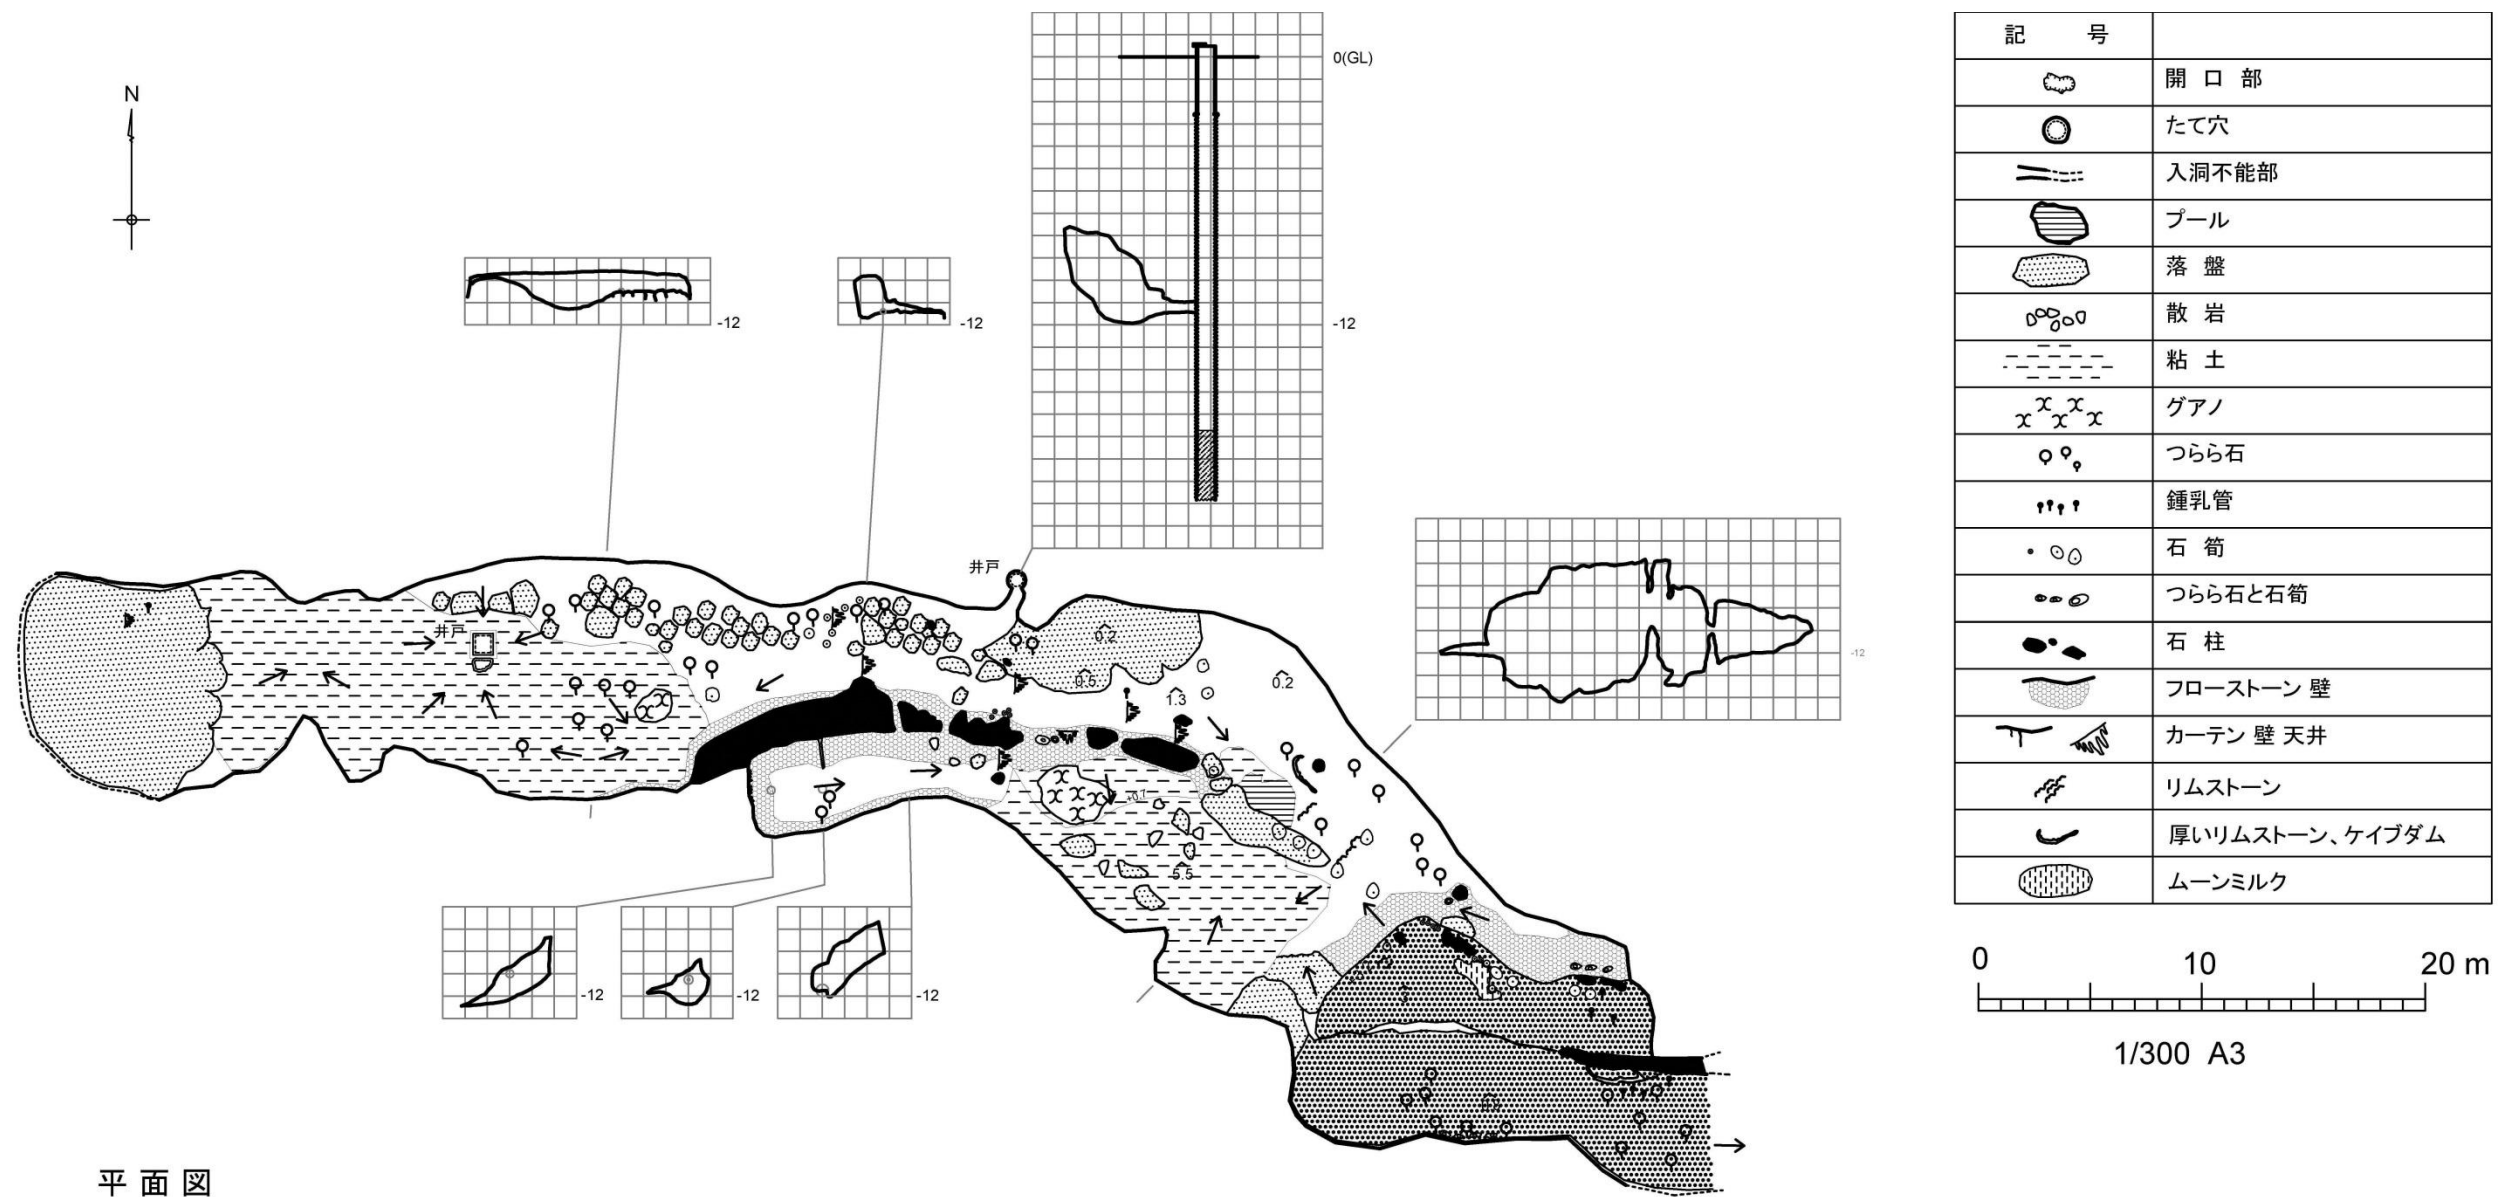 N
0(GL)
-12
-12
-12
-12
井戸
井戸
0.2
0.5
1.3
0.2
+0.7
5.5
3
-12
-12
-12
記 号
開 口 部
たて穴
入洞不能部
プール
落 盤
散 岩
粘 土
グアノ
つらら石
鍾乳管
石 筍
つらら石と石筍
石 柱
フローストーン 壁
カーテン 壁 天井
リムストーン
厚いリムストーン、ケイブダム
ムーンミルク
0 10 20 m
1/300 A3
平 面 図